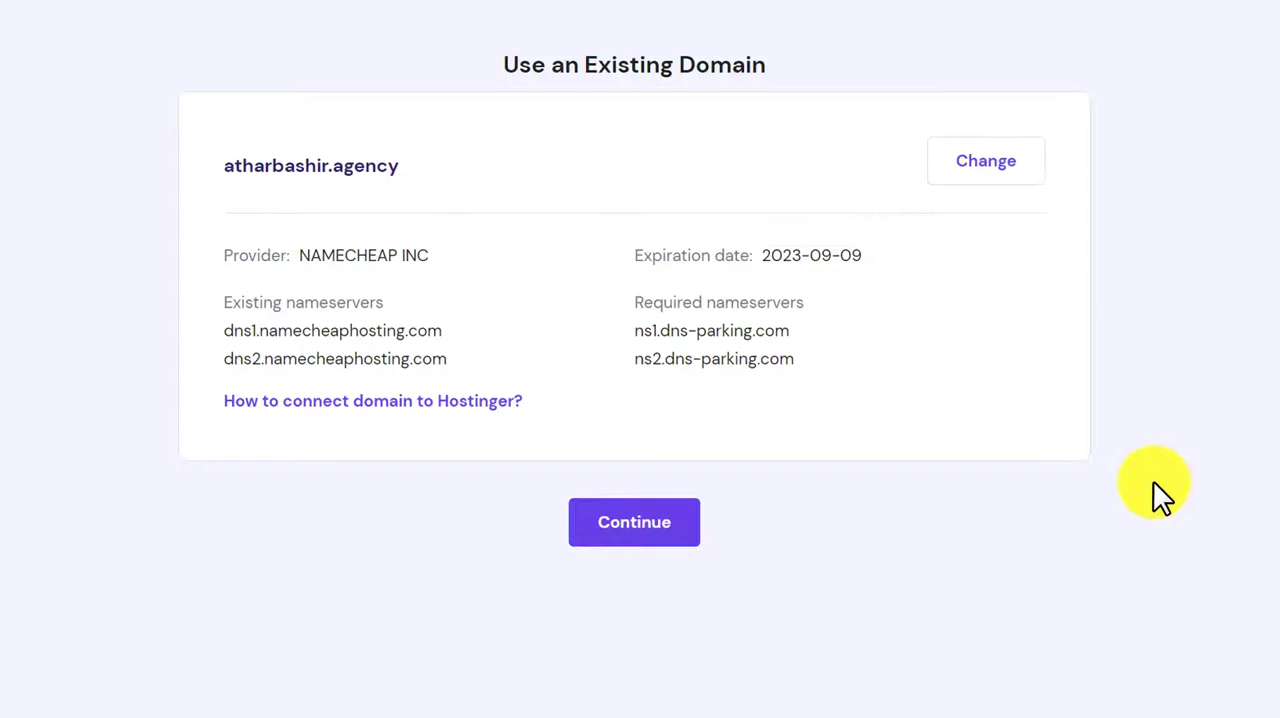 Use an Existing Domain
atharbashir.agency
Change
Provider: NAMECHEAP INC
Expiration date: 2023-09-09
Existing nameservers
dns1.namecheaphosting.com
dns2.namecheaphosting.com
Required nameservers
ns1.dns-parking.com
ns2.dns-parking.com
How to connect domain to Hostinger?
Continue